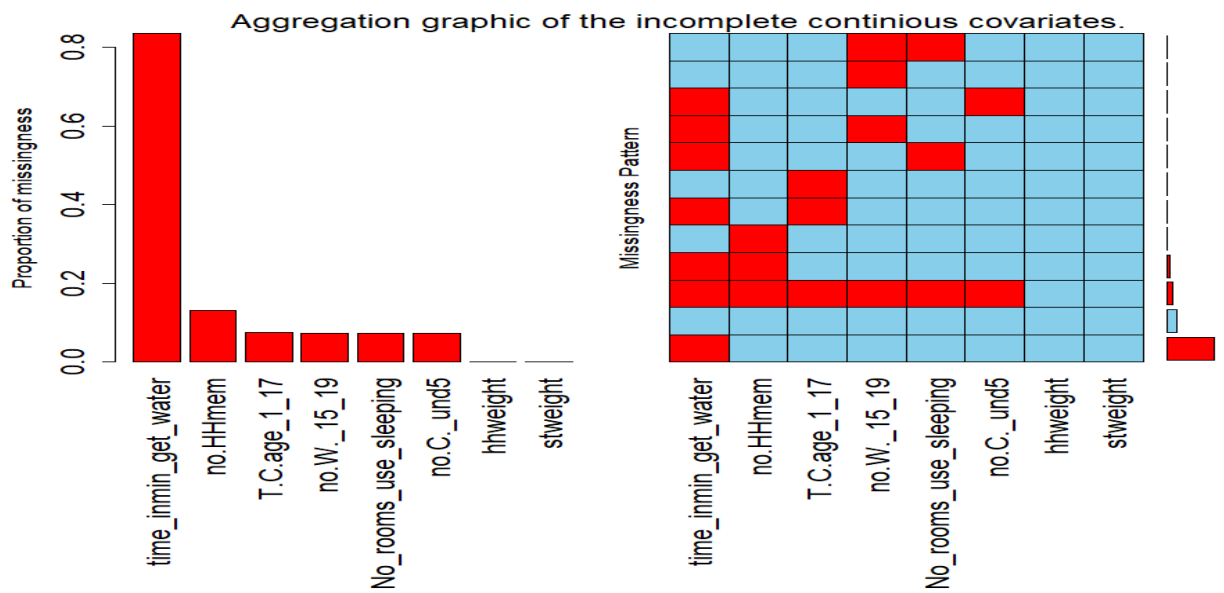 Aggregation graphic of the incomplete continious covariates.
Proportion of missingness
0.8
0.6
0.4
0.2
0.0
time_inmin_get_water
no.HHmem
T.C.age_1_17
no.W._15_19
No_rooms_use_sleeping
no.C._und5
hhweight
stweight
Missingness Pattern
time_inmin_get_water
no.HHmem
T.C.age_1_17
no.W._15_19
No_rooms_use_sleeping
no.C._und5
hhweight
stweight